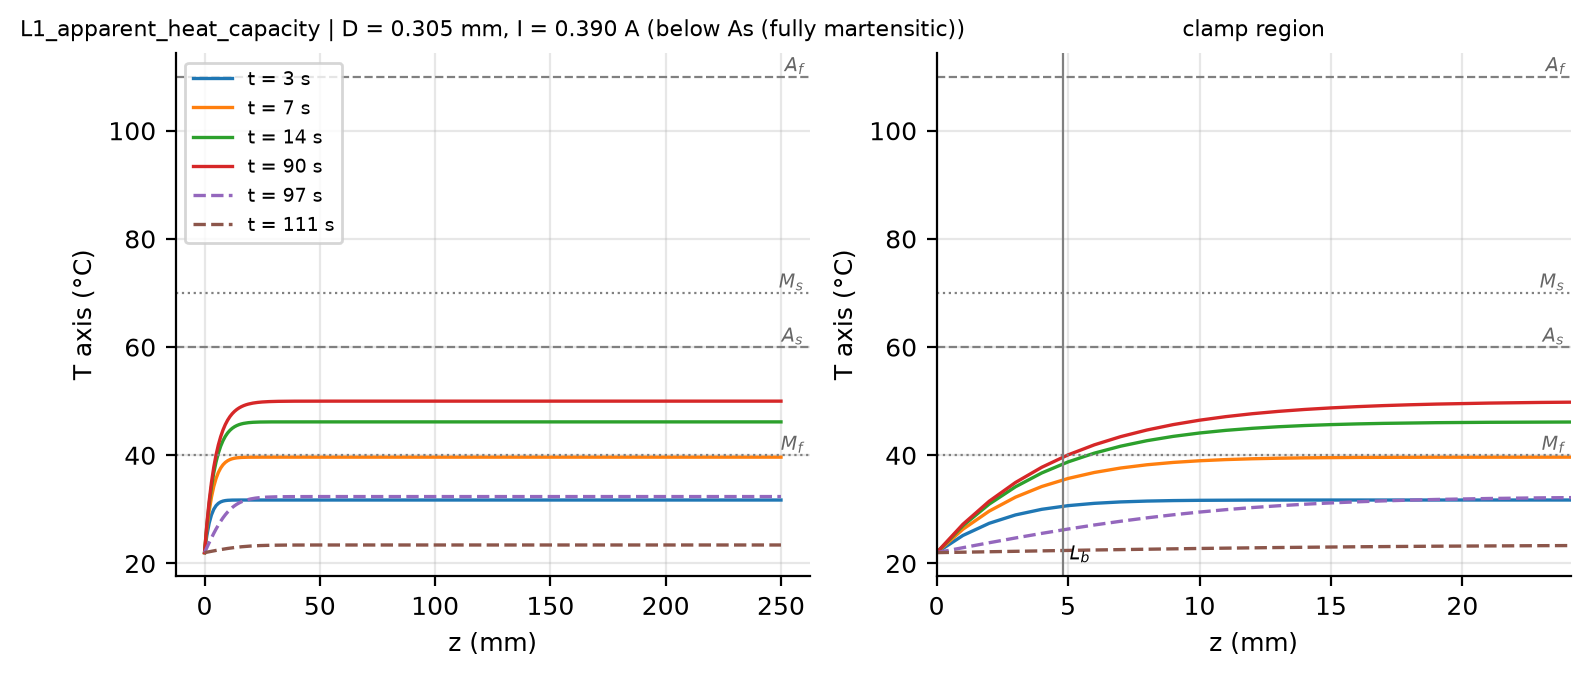 L1_apparent_heat_capacity | D = 0.305 mm, I = 0.390 A (below As (fully martensitic))
t = 3 s
t = 7 s
t = 14 s
t = 90 s
t = 97 s
t = 111 s
A_f
M_s
A_s
M_f
100
80
60
40
20
T axis (°C)
0 50 100 150 200 250
z (mm)
clamp region
A_f
M_s
A_s
M_f
L_b
100
80
60
40
20
T axis (°C)
0 5 10 15 20
z (mm)